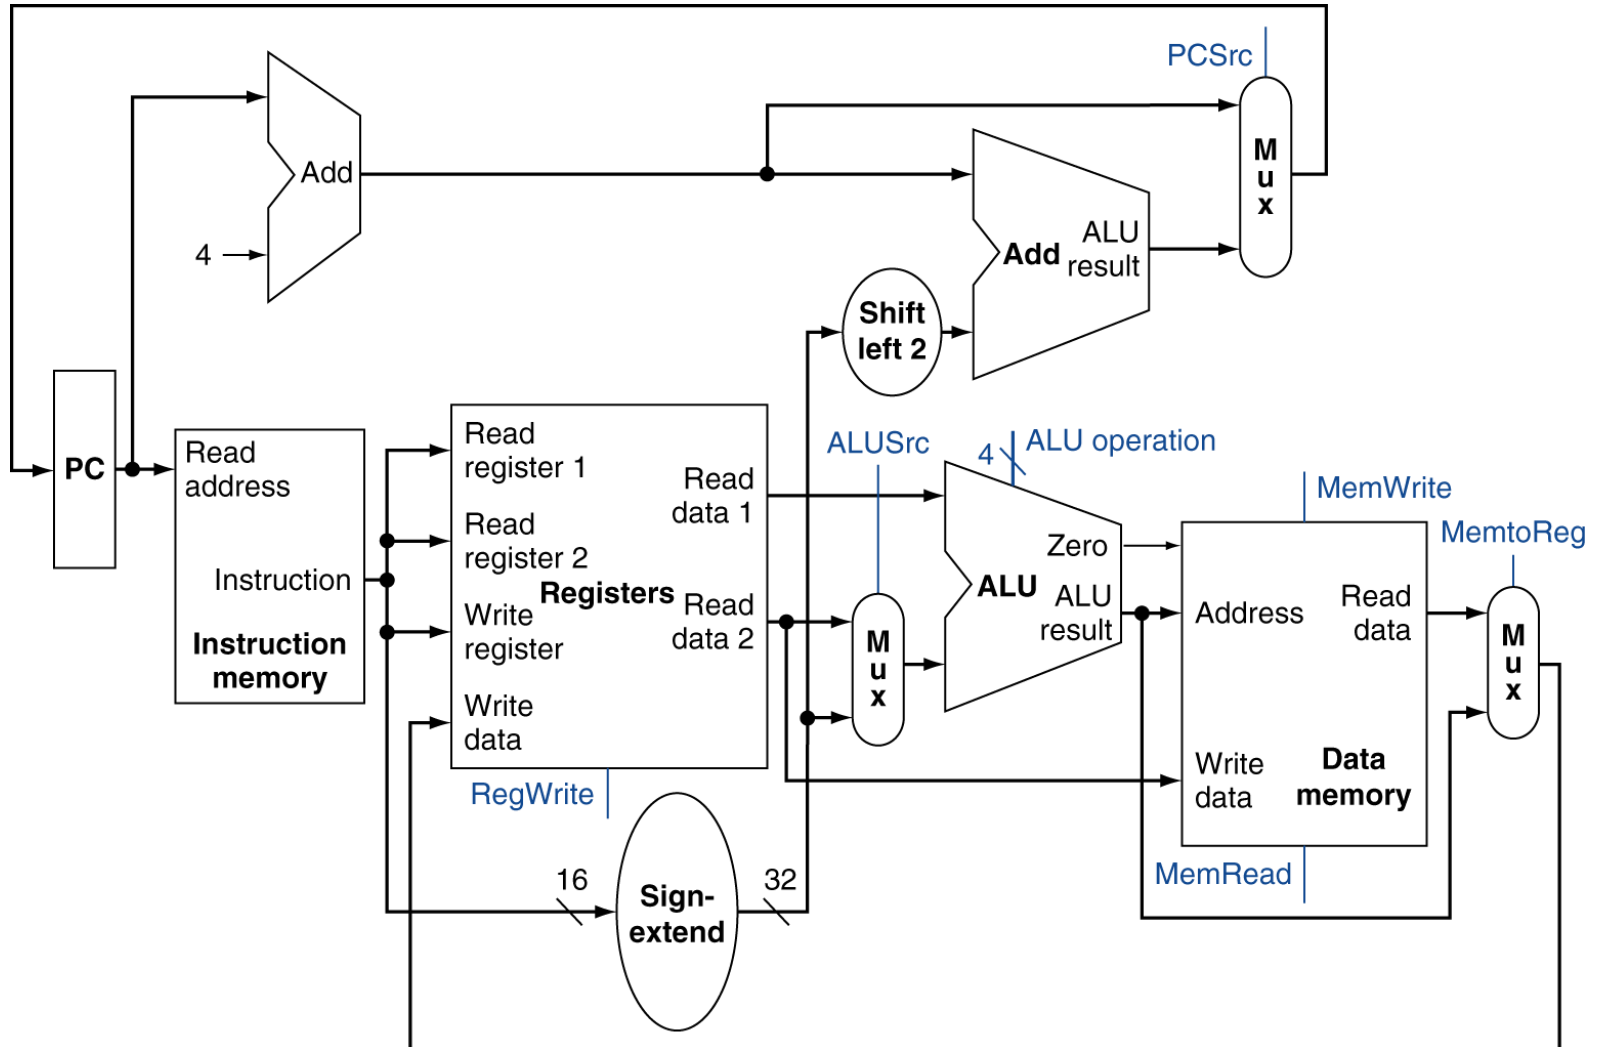 PCSrc
Add
4
M
u
x
Add
ALU
result
Shift
left 2
PC
Read
address
Instruction
Instruction
memory
Read
register 1
Read
register 2
Write
register
Write
data
Registers
Read
data 1
Read
data 2
RegWrite
ALUSrc
M
u
x
4
ALU operation
Zero
ALU
ALU
result
MemWrite
MemtoReg
Address
Read
data
Write
data
Data
memory
MemRead
M
u
x
16
Sign-
extend
32